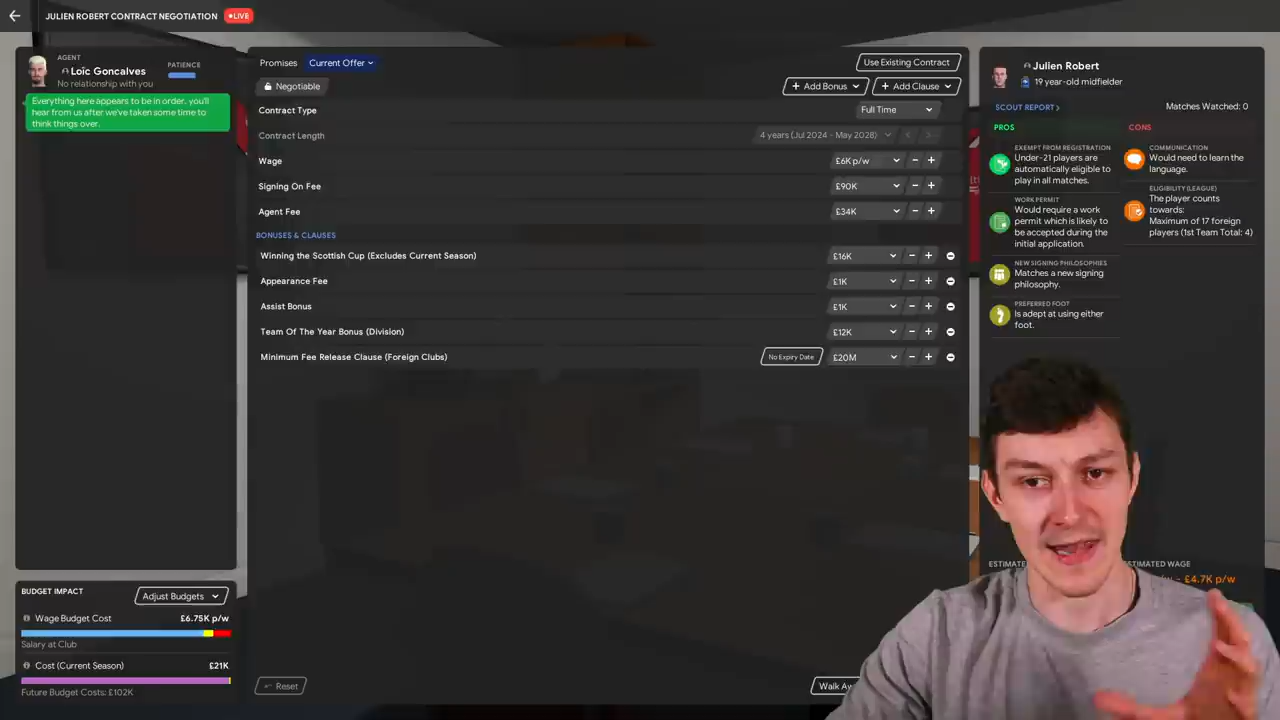 JULIEN ROBERT CONTRACT NEGOTIATION
LIVE
AGENT
Loïc Goncalves
No relationship with you
PATIENCE
Everything here appears to be in order. you'll
hear from us after we've taken some time to
think things over.
BUDGET IMPACT
Adjust Budgets
Wage Budget Cost
£6.75K p/w
Salary at Club
Cost (Current Season)
£21K
Future Budget Costs: £102K
Promises
Current Offer
Use Existing Contract
Negotiable
+ Add Bonus
+ Add Clause
Contract Type
Full Time
Contract Length
4 years (Jul 2024 - May 2028)
Wage
£6K p/w
Signing On Fee
£90K
Agent Fee
£34K
BONUSES & CLAUSES
Winning the Scottish Cup (Excludes Current Season)
£16K
Appearance Fee
£1K
Assist Bonus
£1K
Team Of The Year Bonus (Division)
£12K
Minimum Fee Release Clause (Foreign Clubs)
No Expiry Date
£20M
Reset
Walk Aw
Julien Robert
19 year-old midfielder
SCOUT REPORT >
Matches Watched: 0
PROS
EXEMPT FROM REGISTRATION
Under-21 players are
automatically eligible to
play in all matches.
WORK PERMIT
Would require a work
permit which is likely to
be accepted during the
initial application.
NEW SIGNING PHILOSOPHIES
Matches a new signing
philosophy.
PREFERRED FOOT
Is adept at using either
foot.
CONS
COMMUNICATION
Would need to learn the
language.
ELIGIBILITY (LEAGUE)
The player counts
towards:
Maximum of 17 foreign
players (1st Team Total: 4)
ESTIMATE
STIMATED WAGE
£4.7K p/w